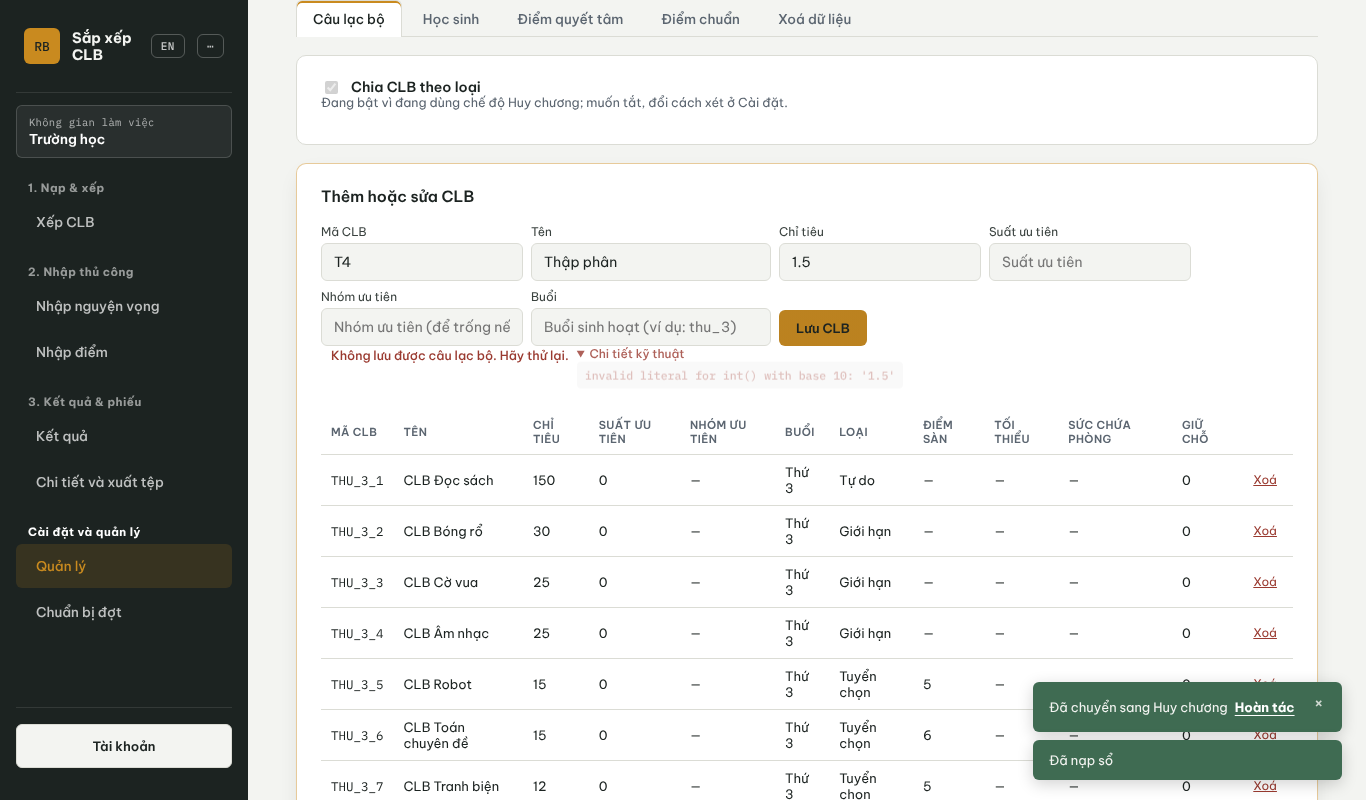 RB
Sắp xếp
CLB
EN
…
Không gian làm việc
Trường học
1. Nạp & xếp
Xếp CLB
2. Nhập thủ công
Nhập nguyện vọng
Nhập điểm
3. Kết quả & phiếu
Kết quả
Chi tiết và xuất tệp
Cài đặt và quản lý
Quản lý
Chuẩn bị đợt
Tài khoản
Câu lạc bộ Học sinh Điểm quyết tâm Điểm chuẩn Xoá dữ liệu
Chia CLB theo loại
Đang bật vì đang dùng chế độ Huy chương; muốn tắt, đổi cách xét ở Cài đặt.
Thêm hoặc sửa CLB
Mã CLB Tên Chỉ tiêu Suất ưu tiên
T4 Thập phân 1.5 Suất ưu tiên
Nhóm ưu tiên Buổi
Nhóm ưu tiên (để trống nế Buổi sinh hoạt (ví dụ: thu_3) Lưu CLB
Không lưu được câu lạc bộ. Hãy thử lại. ▼ Chi tiết kỹ thuật
invalid literal for int() with base 10: '1.5'
MÃ CLB TÊN CHỈ TIÊU SUẤT ƯU TIÊN NHÓM ƯU TIÊN BUỔI LOẠI ĐIỂM SÀN TỐI THIỂU SỨC CHỨA PHÒNG GIỮ CHỖ
THU_3_1 CLB Đọc sách 150 0 — Thứ 3 Tự do — — — 0 Xoá
THU_3_2 CLB Bóng rổ 30 0 — Thứ 3 Giới hạn — — — 0 Xoá
THU_3_3 CLB Cờ vua 25 0 — Thứ 3 Giới hạn — — — 0 Xoá
THU_3_4 CLB Âm nhạc 25 0 — Thứ 3 Giới hạn — — — 0 Xoá
THU_3_5 CLB Robot 15 0 — Thứ 3 Tuyển chọn 5 —
THU_3_6 CLB Toán chuyên đề 15 0 — Thứ 3 Tuyển chọn 6 —
THU_3_7 CLB Tranh biện 12 0 — Thứ 3 Tuyển chọn 5 —
Đã chuyển sang Huy chương Hoàn tác ×
Đã nạp sổ